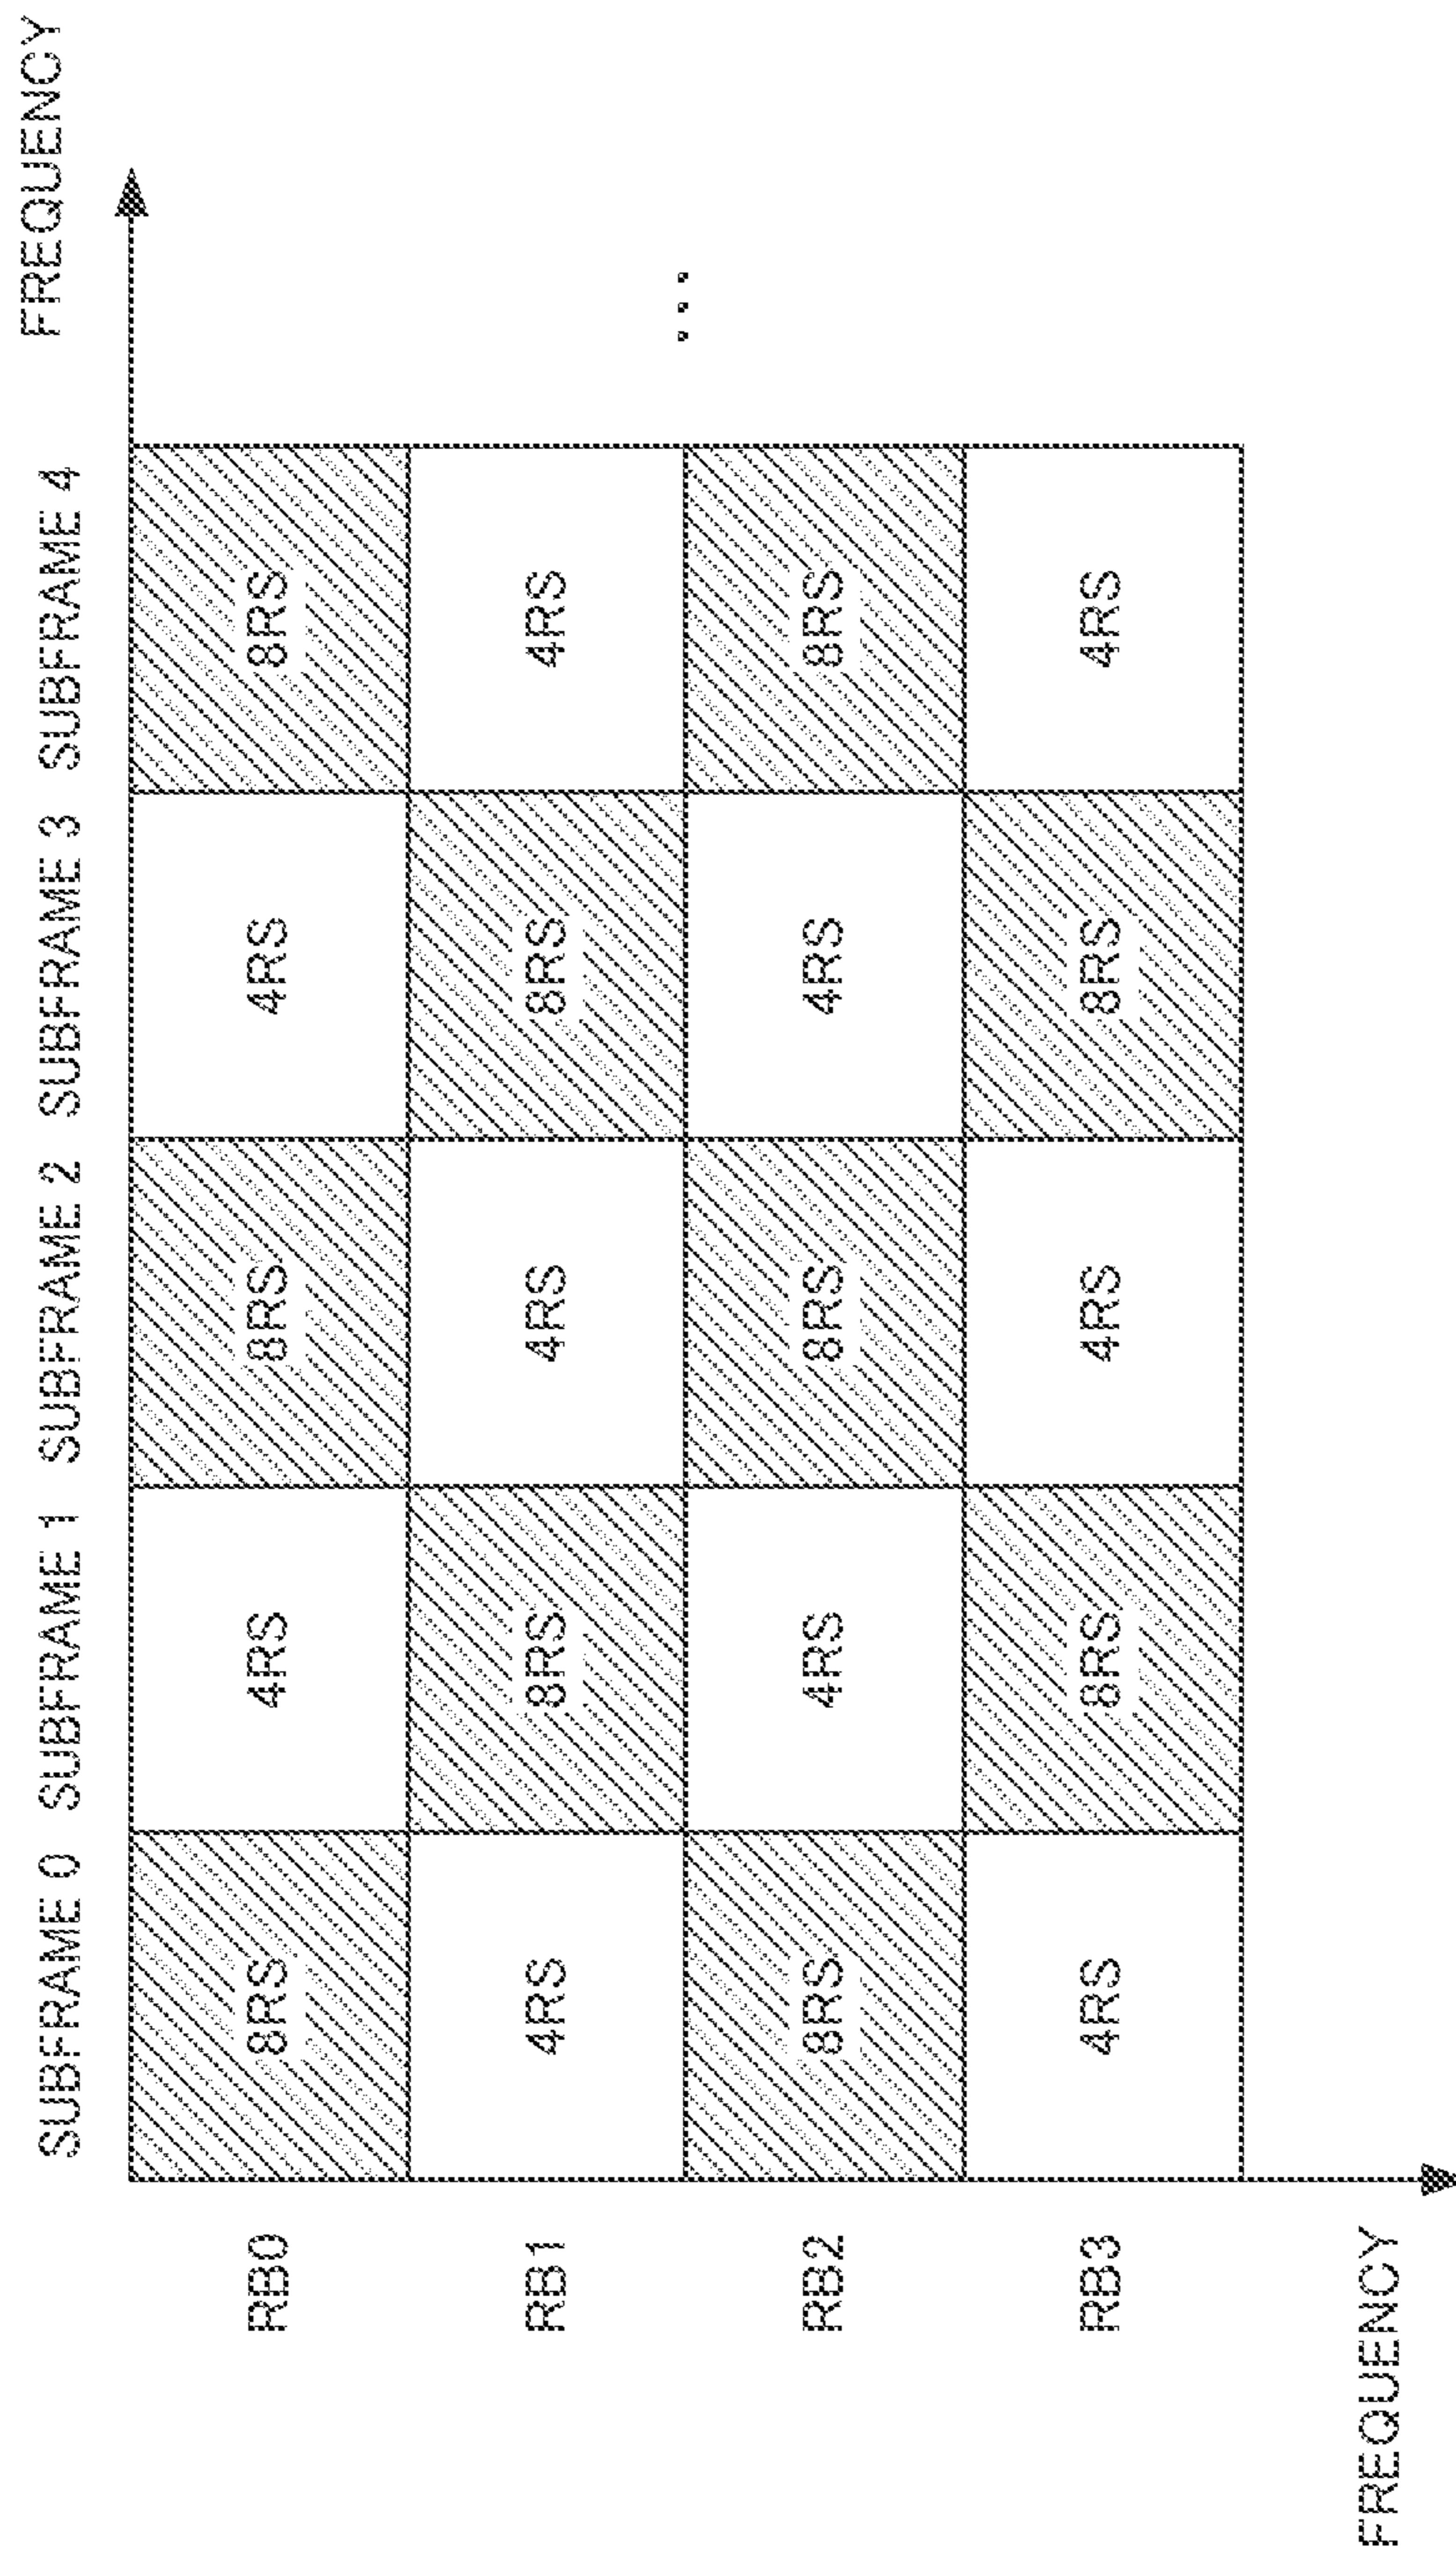 FREQUENCY
SUBFRAME 0 SUBFRAME 1 SUBFRAME 2 SUBFRAME 3 SUBFRAME 4
RB0 8RS 4RS 8RS 4RS 8RS
RB1 4RS 8RS 4RS 8RS 4RS
...
RB2 8RS 4RS 8RS 4RS 8RS
RB3 4RS 8RS 4RS 8RS 4RS
FREQUENCY